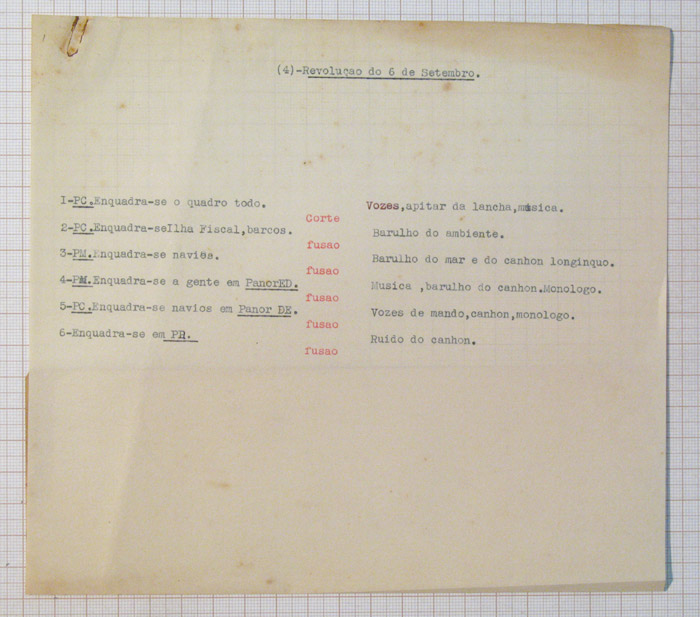 (4)-Revoluçao do 6 de Setembro.
1-PC.Enquadra-se o quadro todo. Vozes,apitar da lancha,musica.
Corte
2-PC.Enquadra-seIlha Fiscal,barcos. Barulho do ambiente.
fusao
3-PM.Enquadra-se navies. Barulho do mar e do canhon longinquo.
fusao
4-PM.Enquadra-se a gente em PanorED. Musica ,barulho do canhon.Monologo.
fusao
5-PC.Enquadra-se navios em Panor DE. Vozes de mando,canhon,monologo.
fusao
6-Enquadra-se em PR. Ruido do canhon.
fusao